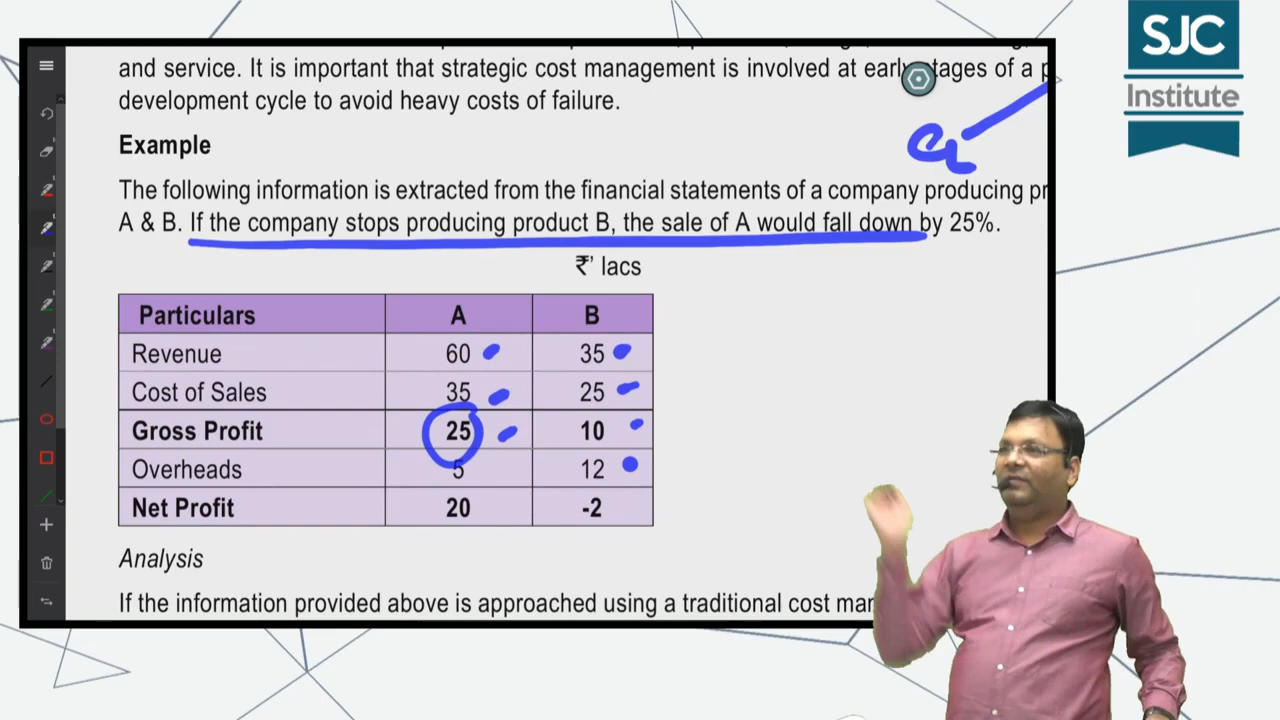 SJC
Institute
and service. It is important that strategic cost management is involved at early stages of a
development cycle to avoid heavy costs of failure.
Example
The following information is extracted from the financial statements of a company producing
A & B. If the company stops producing product B, the sale of A would fall down by 25%.
₹' lacs
Particulars A B
Revenue 60 35
Cost of Sales 35 25
Gross Profit 25 10
Overheads 5 12
Net Profit 20 -2
Analysis
If the information provided above is approached using a traditional cost